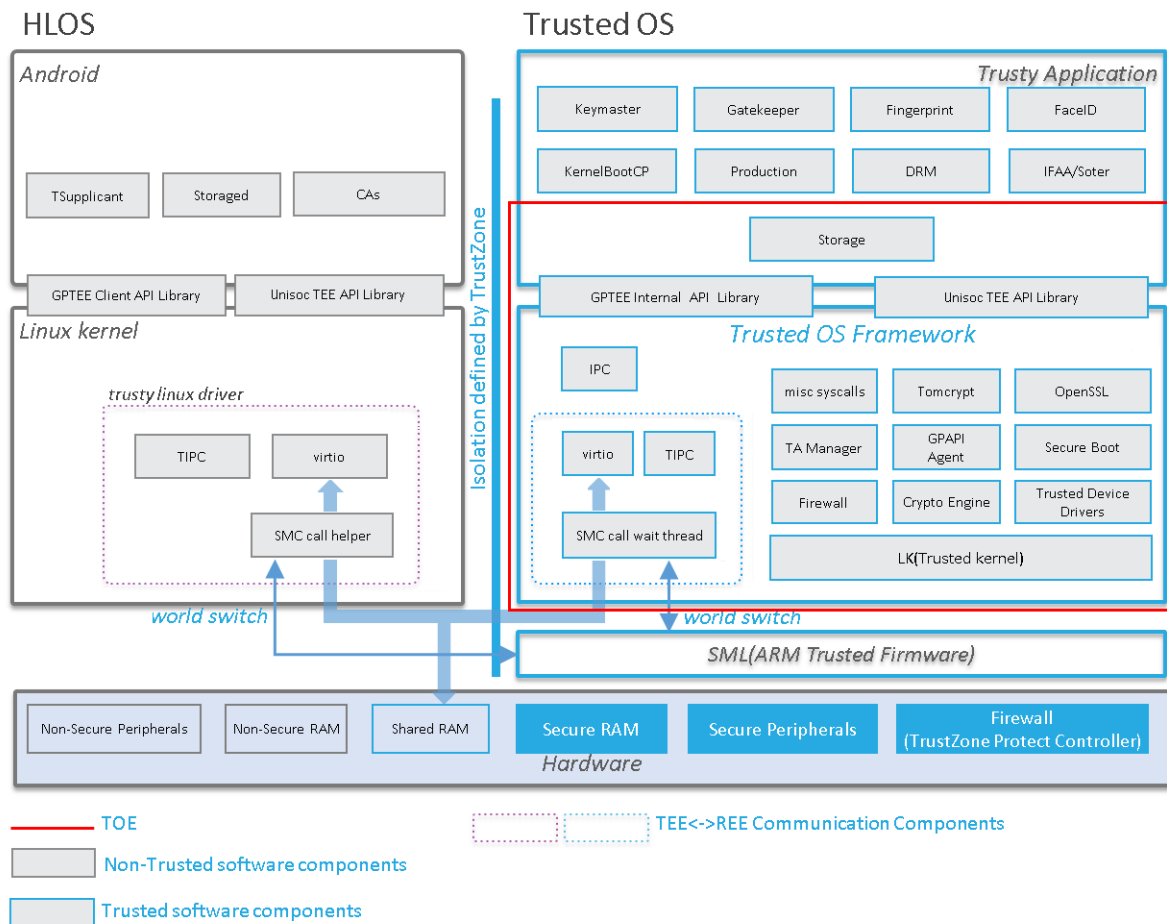 HLOS
Trusted OS
Android
TSupplicant
Storaged
CAs
GPTEE Client API Library
Unisoc TEE API Library
Linux kernel
trusty linux driver
TIPC
virtio
SMC call helper
world switch
Isolation defined by TrustZone
Trusty Application
Keymaster
Gatekeeper
Fingerprint
FaceID
KernelBootCP
Production
DRM
IFAA/Soter
Storage
GPTEE Internal API Library
Unisoc TEE API Library
Trusted OS Framework
IPC
virtio
TIPC
SMC call wait thread
misc syscalls
Tomcrypt
OpenSSL
TA Manager
GPAPI
Agent
Secure Boot
Firewall
Crypto Engine
Trusted Device
Drivers
LK(Trusted kernel)
world switch
SML(ARM Trusted Firmware)
Non-Secure Peripherals
Non-Secure RAM
Shared RAM
Secure RAM
Secure Peripherals
Firewall
(TrustZone Protect Controller)
Hardware
TOE
TEE<->REE Communication Components
Non-Trusted software components
Trusted software components